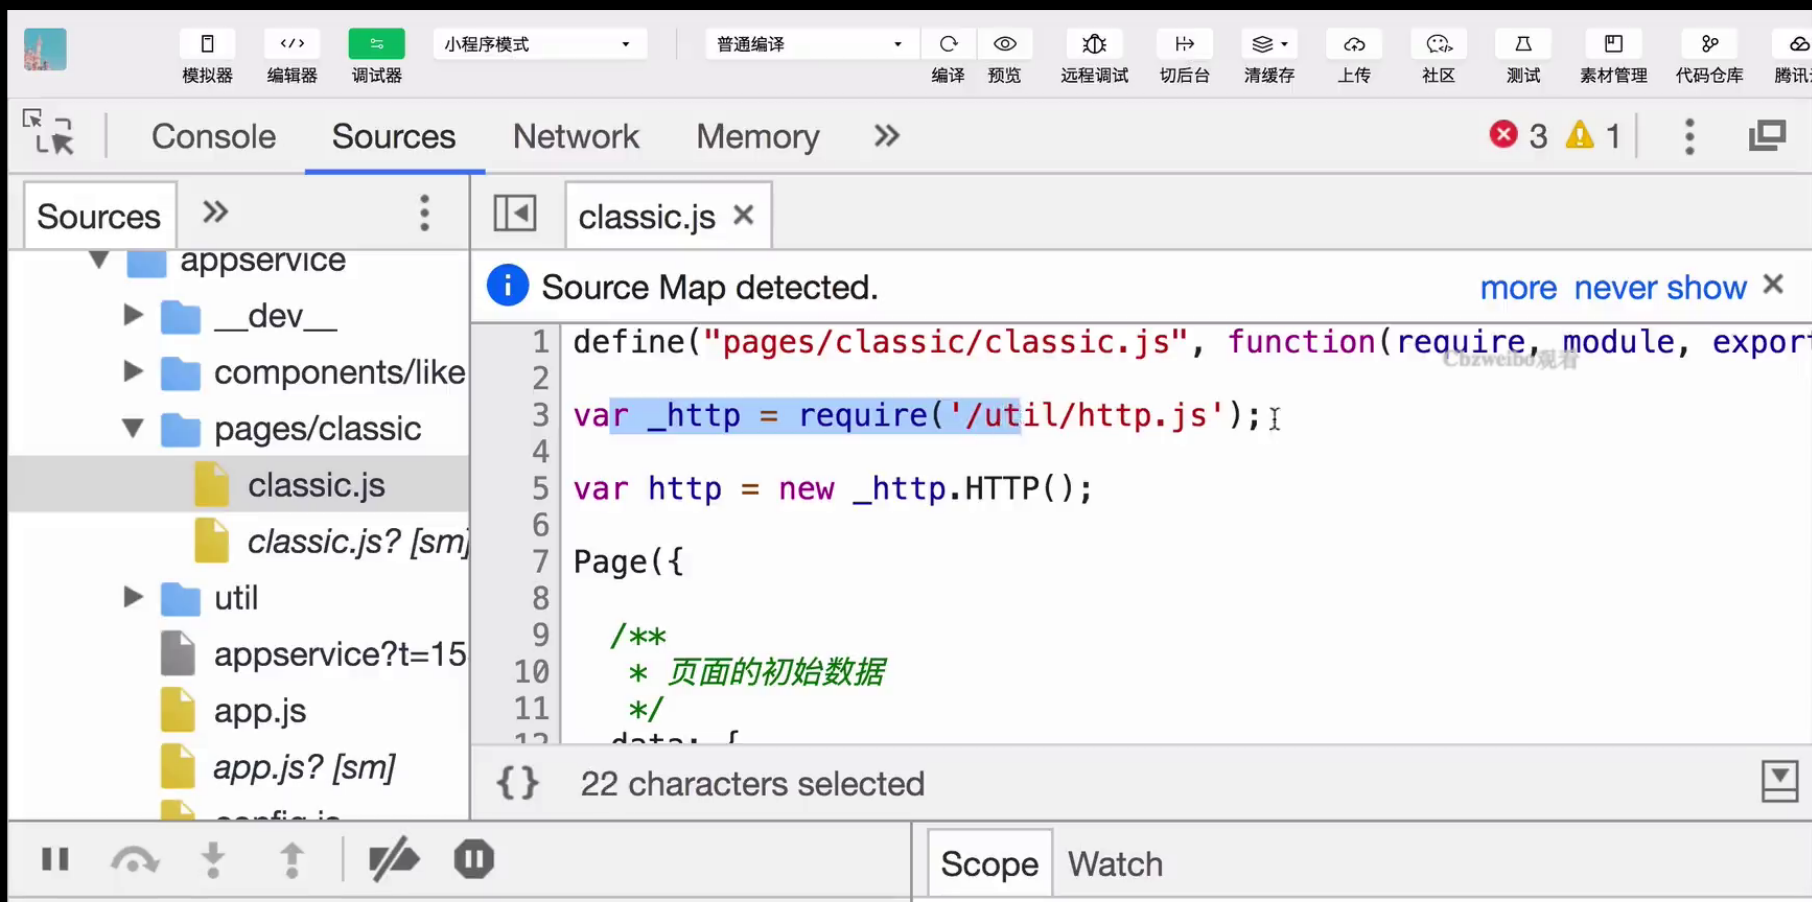 小程序模式
普通编译
模拟器 编辑器 调试器 编译 预览 远程调试 切后台 清缓存 上传 社区 测试 素材管理 代码仓库 腾讯
Console Sources Network Memory 3 1
Sources
classic.js
appservice
Source Map detected. more never show
__dev__
components/like
pages/classic
classic.js
classic.js? [sm]
util
appservice?t=15
app.js
app.js? [sm]
config.js
1 define("pages/classic/classic.js", function(require, module, export
Cbzweibo观看
2
3 var _http = require('/util/http.js');
4
5 var http = new _http.HTTP();
6
7 Page({
8
9 /**
10 * 页面的初始数据
11 */
12 data: {
{} 22 characters selected
Scope Watch